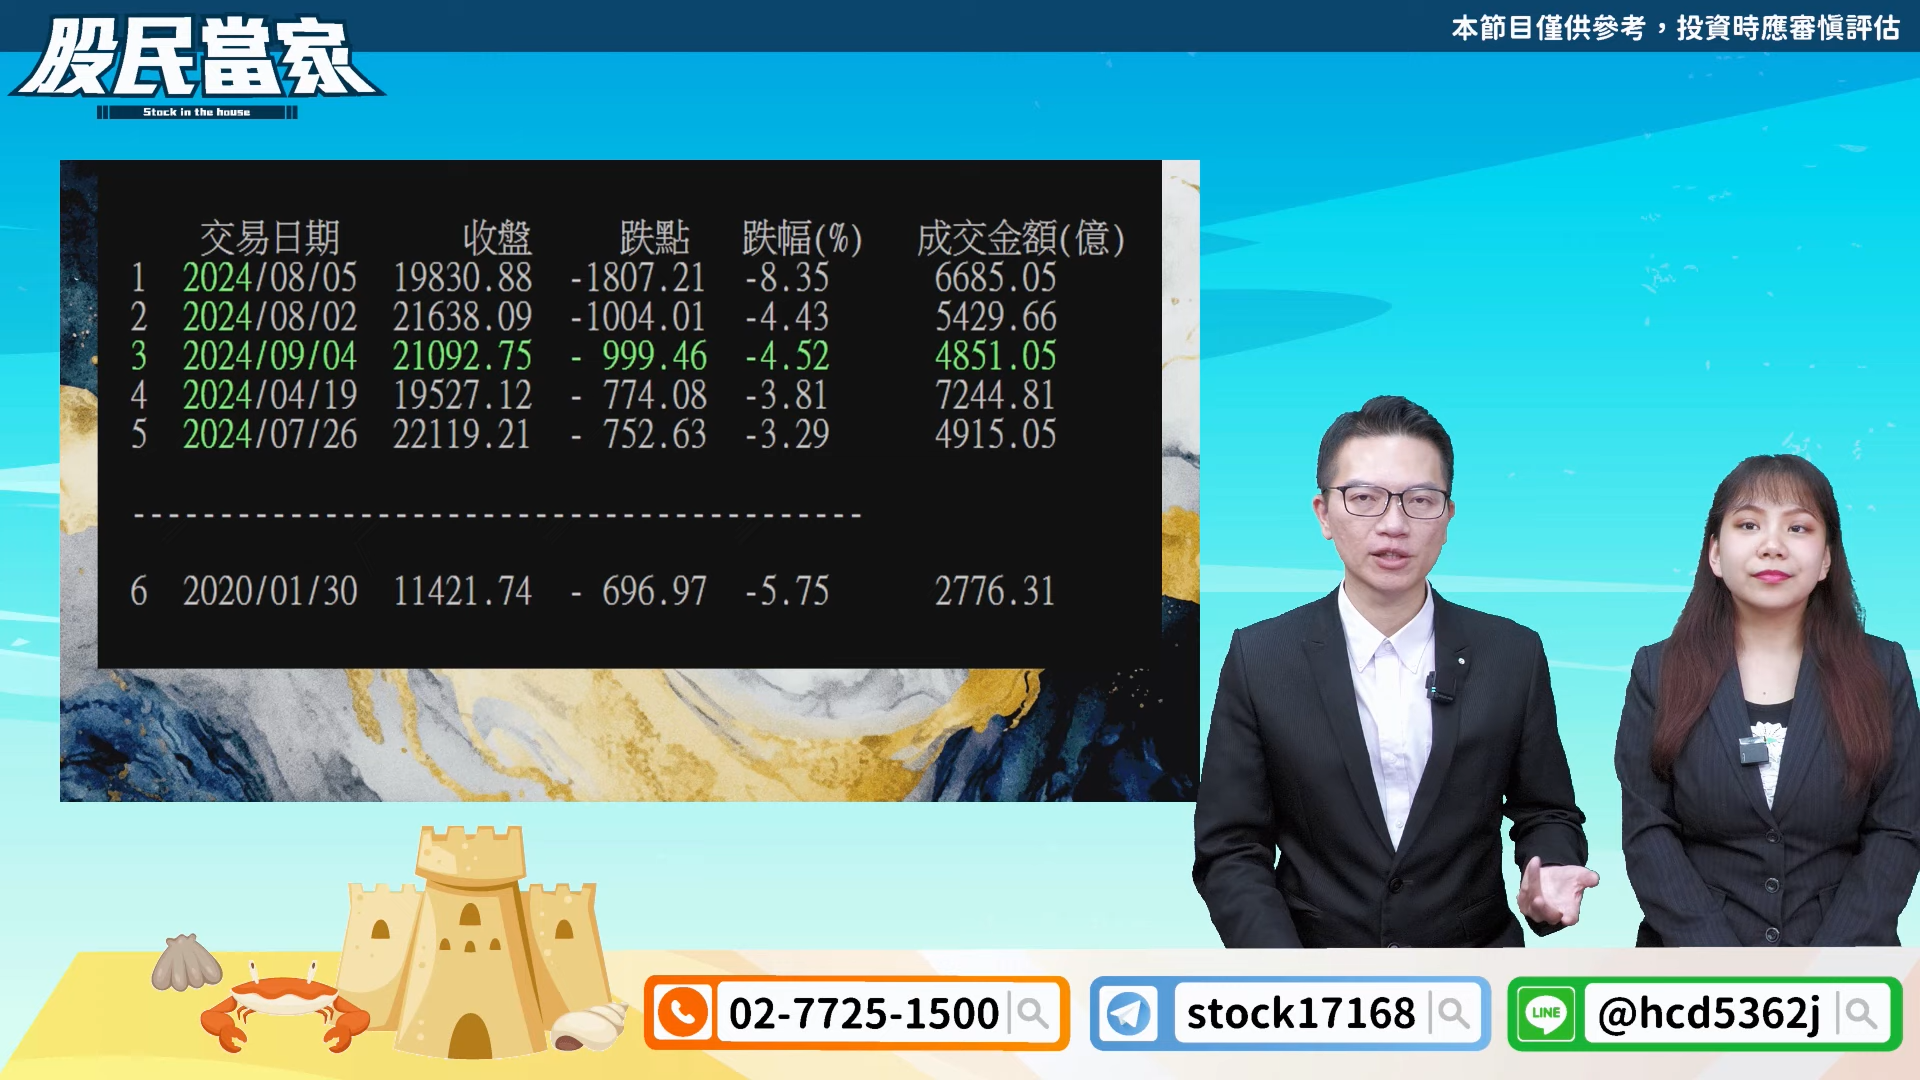 股民當家
Stock in the house
本節目僅供參考，投資時應審慎評估
交易日期 收盤 跌點 跌幅(%) 成交金額(億)
1 2024/08/05 19830.88 -1807.21 -8.35 6685.05
2 2024/08/02 21638.09 -1004.01 -4.43 5429.66
3 2024/09/04 21092.75 - 999.46 -4.52 4851.05
4 2024/04/19 19527.12 - 774.08 -3.81 7244.81
5 2024/07/26 22119.21 - 752.63 -3.29 4915.05
6 2020/01/30 11421.74 - 696.97 -5.75 2776.31
02-7725-1500
stock17168
LINE @hcd5362j